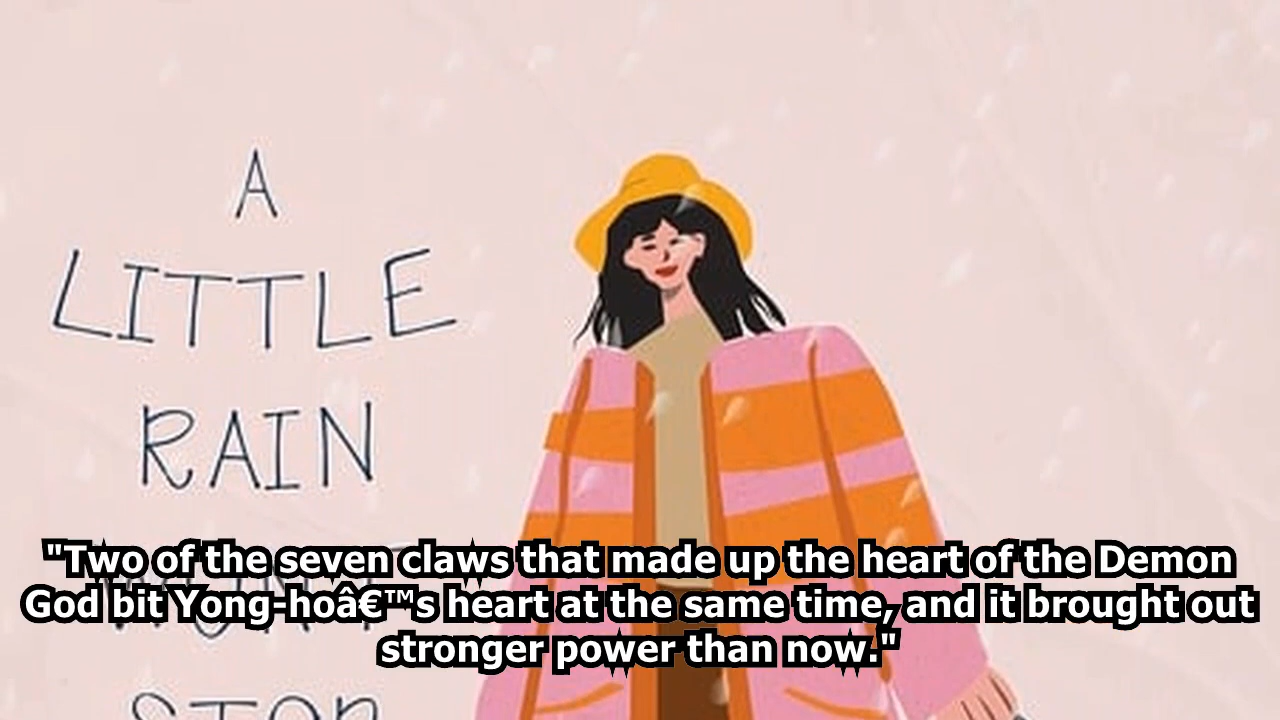 A
LITTLE
RAIN
"Two of the seven claws that made up the heart of the Demon
God bit Yong-hoâ€™s heart at the same time, and it brought out
stronger power than now."
STOP